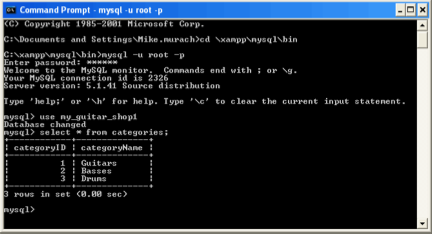 Command Prompt - mysql -u root -p
(C) Copyright 1985-2001 Microsoft Corp.
C:\Documents and Settings\Mike.murach>cd \xampp\mysql\bin
C:\xampp\mysql\bin>mysql -u root -p
Enter password: ******
Welcome to the MySQL monitor.  Commands end with ; or \g.
Your MySQL connection id is 2326
Server version: 5.1.41 Source distribution
Type 'help;' or '\h' for help. Type '\c' to clear the current input statement.
mysql> use my_guitar_shop1
Database changed
mysql> select * from categories;
+------------+--------------+
| categoryID | categoryName |
+------------+--------------+
|          1 | Guitars      |
|          2 | Basses       |
|          3 | Drums        |
+------------+--------------+
3 rows in set (0.00 sec)
mysql>